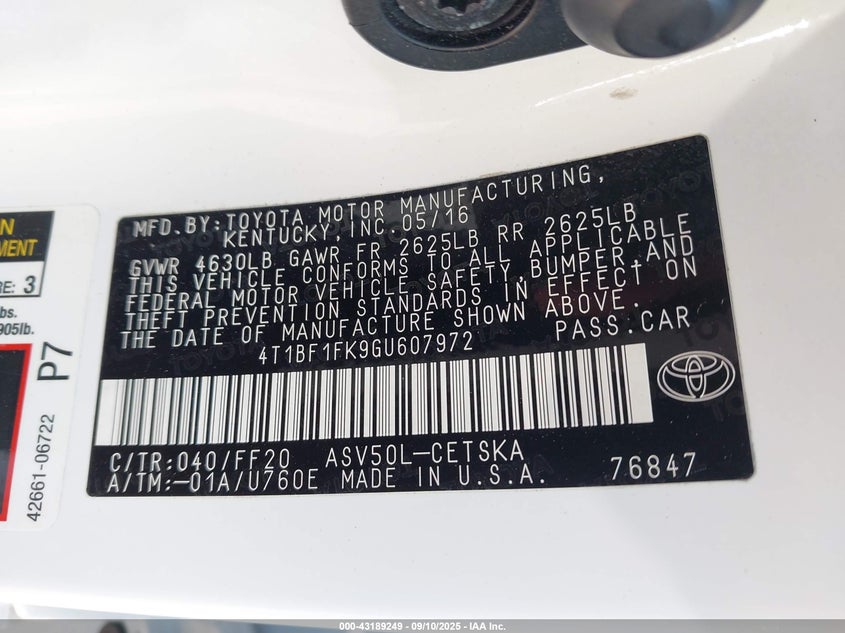 MFD.BY:TOYOTA MOTOR MANUFACTURING,
KENTUCKY, INC.05/16
GVWR 4630LB GAWR FR 2625LB RR 2625LB
THIS VEHICLE CONFORMS TO ALL APPLICABLE
FEDERAL MOTOR VEHICLE SAFETY,BUMPER,AND
THEFT PREVENTION STANDARDS IN EFFECT ON
THE DATE OF MANUFACTURE SHOWN ABOVE.
4T1BF1FK9GU607972 PASS:CAR
C/TR:040/FF20 ASV50L-CETSKA
A/TM:-01A/U760E MADE IN U.S.A. 76847
RE: 3
905lb.
P7
42661-06722
000-43189249 - 09/10/2025 - IAA Inc.